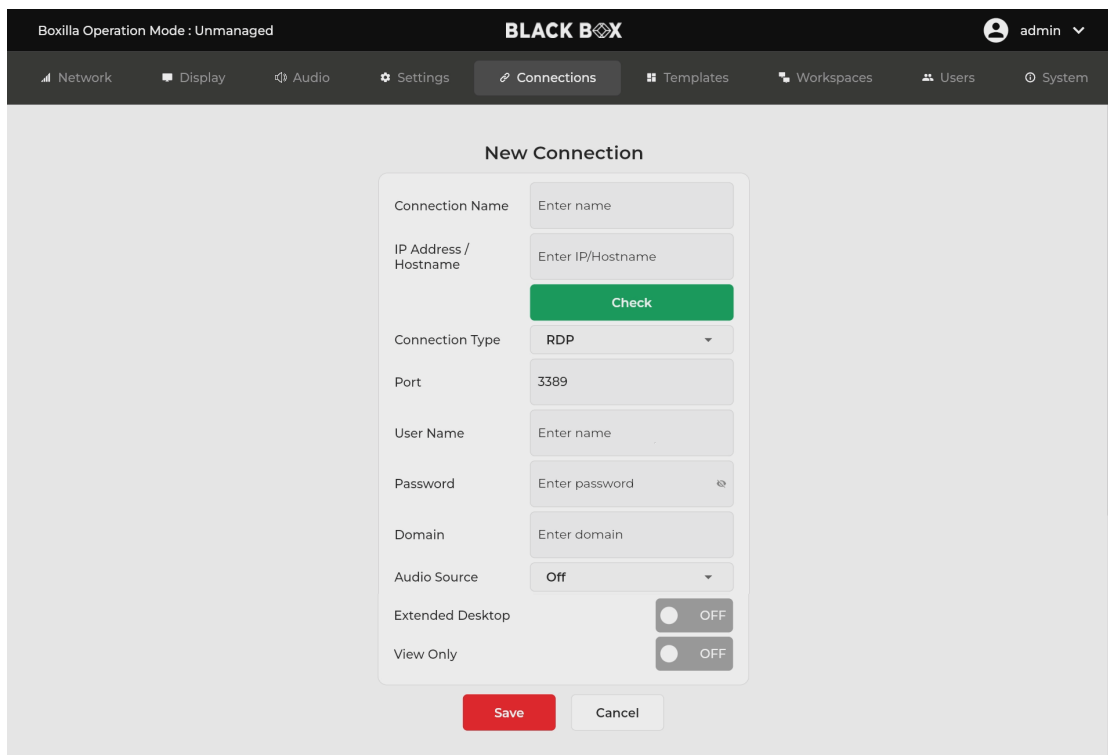 Boxilla Operation Mode : Unmanaged
BLACK BOX
admin
Network
Display
Audio
Settings
Connections
Templates
Workspaces
Users
System
New Connection
Connection Name
Enter name
IP Address /
Hostname
Enter IP/Hostname
Check
Connection Type
RDP
Port
3389
User Name
Enter name
Password
Enter password
Domain
Enter domain
Audio Source
Off
Extended Desktop
OFF
View Only
OFF
Save
Cancel